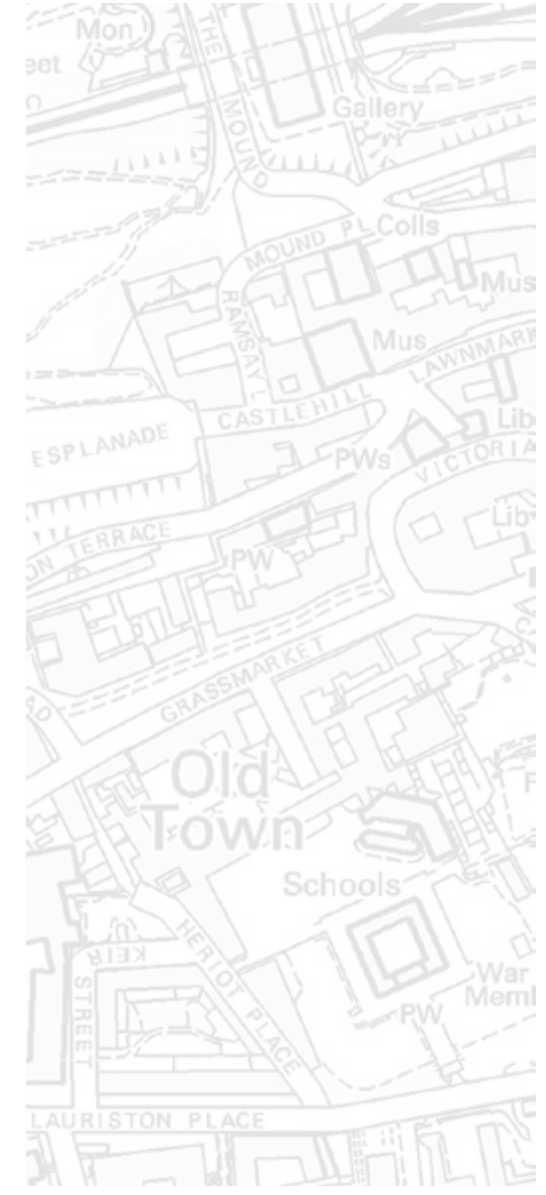 Mon
THE MOUND
Gallery
MOUND PL
Colls
Mus
RAMSAY L
Mus
LAWNMARK
CASTLEHILL
ESPLANADE
Lib
PWs
VICTORIA
Lib
TERRACE
PW
GRASSMARKET
Old
Town
Schools
KEIR
STREET
HERIOT PLACE
War
Mem
PW
LAURISTON PLACE